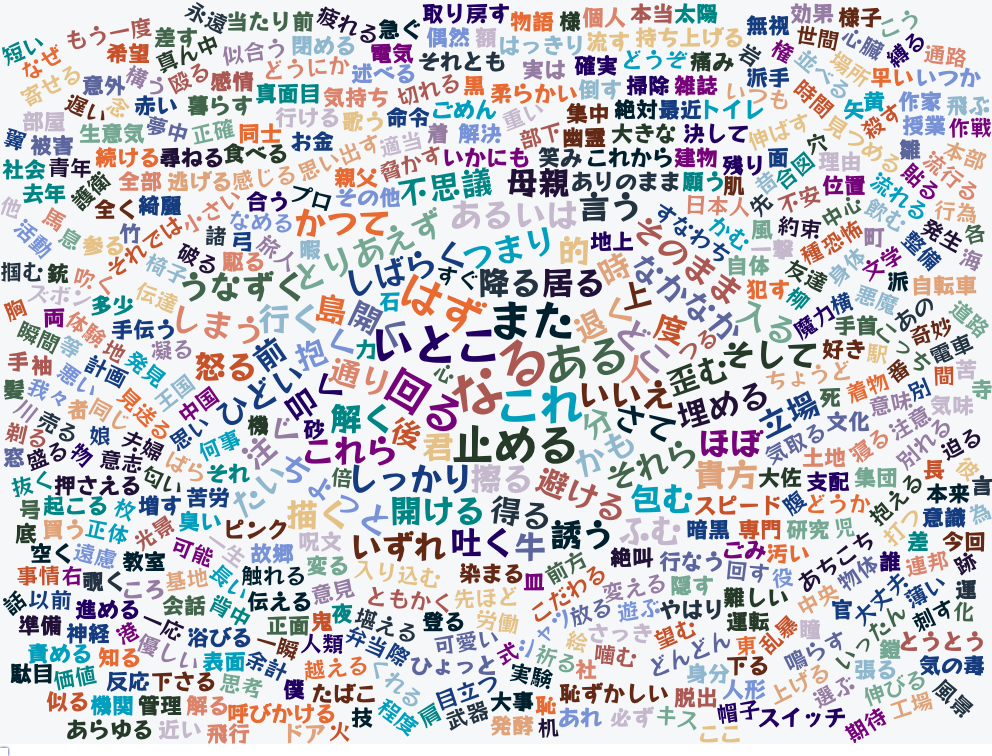 永遠 当たり前 疲れる 急ぐ 取り戻す 物語 様 個人 本当 太陽 無視 効果 様子 こう
もう一度 差す 真ん中 似合う 閉める 電気 偶然 額 はっきり 流す 持ち上げる 世間 心臓 縛る 通路
短い なぜ 希望 どうにか 述べる それとも 実は 確実 どうぞ 痛み 岩 権 並べる 場所 早い いつか
寄せる 意外 構う 殴る 感情 真面目 気持ち 切れる 黒 柔らかい 倒す 掃除 雑誌 派手 いつも 時間 矢 黄 作家 飛ぶ
遅い 念 赤い 暮らす 行ける 歌う 命令 ごめん 重い 集中 絶対 最近 トイレ 伸ばす 見つめる 殺す 授業 作戦
部屋 翼 被害 生意気 夢中 正確 同士 お金 適当 着 解決 部下 幽霊 大きな 決して 穴 雛 本部
社会 青年 続ける 尋ねる 食べる 思い出す 脅かす いかにも 笑み これから 建物 残り 面 合図 理由 貼る 流行る
去年 護衛 全部 逃げる 感じる 親父 その他 不思議 母親 ありのまま 願う 肌 苦 位置 流れる
他 馬 全く 綺麗 小さい 合う プロ かつて あるいは 言う 日本人 先 不安 飲む 行為
活動 息 参る 竹 それでは 諸 弓 なめる 暇 とりあえず つまり 的 地上 そのまま すなわち かむ 風 一撃 約束 中心 種 恐怖 町 整備 発生 各 海
掴む 銃 吹く 椅子 破る 駆る 旅人 うなずく しばらく すぐ 降る 居る 時 なかなか 自体 友達 身体 文学 派 自転車
胸 ズボン 多少 伝達 しまう 行く 島 開く 石 はず また 退く 上 度 犯す 柳 入る 魔力 横 悪魔 あの 道路
両 体験 地 手伝う 凝る 力 いとこ なる ある どいつ つる 手首 いっち 奇妙 電車
瞬間 等 発見 怒る 前 抱く 通り 心 人 そして 好き 駅 番 間 苦 寺
手 袖 計画 王国 ひどい 叩く 回る これ いいえ 歪む ちょうど 死 着物 意味 別 気味
髪 我々 悪い 見送る 中国 解く 後 分 さて 埋める 立場 文化 注意
川 売る 者 同じ 思い 機 砂 これら 君 止める かも それら ほぼ 気取る 別れる 迫る
剃る 娘 夫婦 何事 注ぐ 倍 しっかり 擦る 避ける 貴方 大佐 土地 寝る 長 彼
窓 盛る 物 意志 匂い ばら それ だいち ちょっと 開ける 得る 包む スピード 支配 集団 抱える 本来 言
抜く 押さえる 苦労 描く 誘う ふむ 腹 どうか 打つ 意識 為
号 起こる 枚 増す 臭い ピンク いずれ 吐く 牛 暗黒 専門 研究 児 差 今回
底 買う 正体 光景 一生 呪文 絶叫 行なう ごみ 汚い あちこち 誰 連邦 跡
空く 遠慮 教室 可能 故郷 変る 入り込む 染まる 皿 前方 変える 回す 役 物体 大丈夫 薄い 運
事情 右 覗く ころ 基地 長い 触れる 意見 ともかく 先ほど こだわる 隠す 難しい 中央 刺す 化
話 以前 進める 会話 背中 伝える 夜 堪える 登る 労働 放る 遊ぶ やはり 運転 官 いったん
準備 神経 港 一応 浴びる 正面 鬼 弁当 際 可愛い 絵 さっき 望む 東 乱暴 瞳 鳴らす 鎧 とうとう
責める 知る 優しい 表面 一瞬 人類 ひょっと 式 祈る 噛む どんどん 身分 下る 張る 気の毒
駄目 価値 反応 下さる 思考 余計 僕 越える くれる 目立つ 実験 社 人形 上げる 選ぶ 伸びる 風景
似る 機関 管理 解る 呼びかける たばこ 程度 肩 武器 大事 恥 恥ずかしい 脱出 帽子 スイッチ 工場
あらゆる 近い 飛行 ドア 火 技 発酵 机 あれ 必ず キス ここ 期待